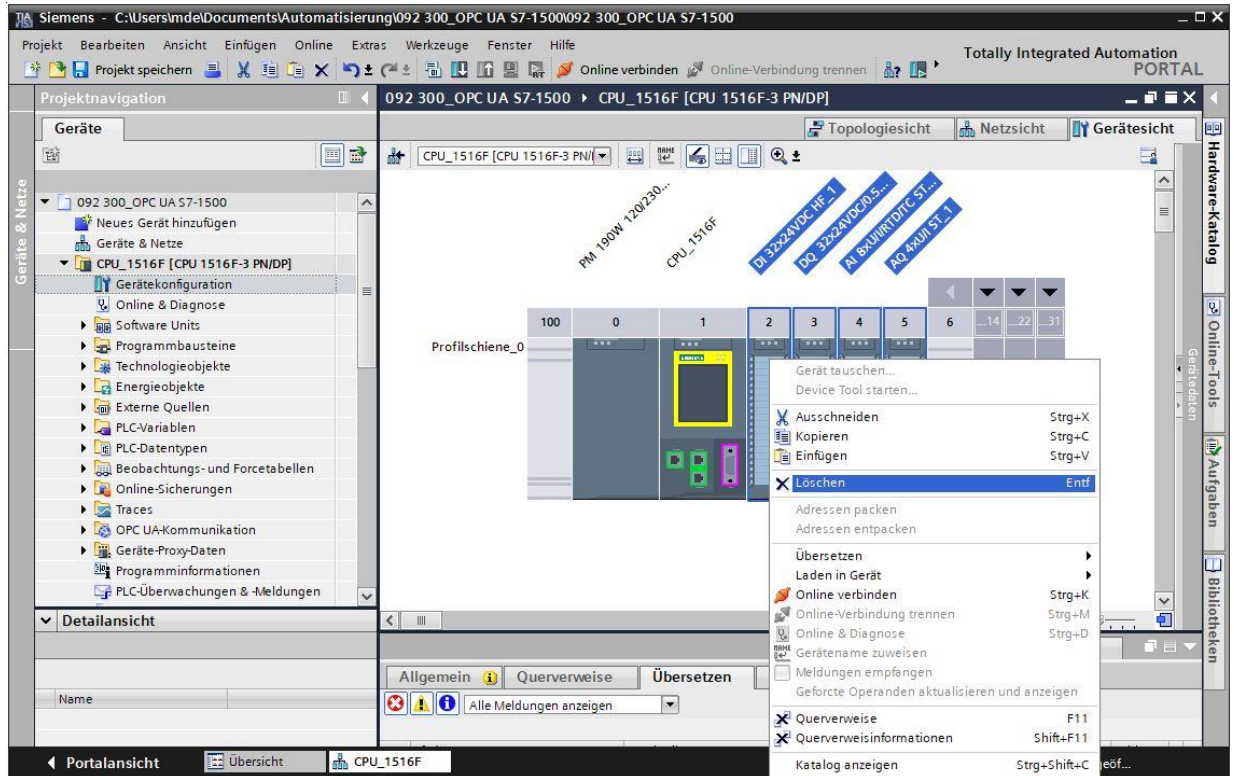 Siemens - C:\Users\mde\Documents\Automatisierung\092 300_OPC UA S7-1500\092 300_OPC UA S7-1500
Projekt Bearbeiten Ansicht Einfügen Online Extras Werkzeuge Fenster Hilfe
Totally Integrated Automation
PORTAL
Projekt speichern
Online verbinden
Online-Verbindung trennen
Projektnavigation
092 300_OPC UA S7-1500 CPU_1516F [CPU 1516F-3 PN/DP]
Geräte
Topologiesicht
Netzsicht
Gerätesicht
CPU_1516F [CPU 1516F-3 PN/
092 300_OPC UA S7-1500
Neues Gerät hinzufügen
Geräte & Netze
CPU_1516F [CPU 1516F-3 PN/DP]
Gerätekonfiguration
Online & Diagnose
Software Units
Programmbausteine
Technologieobjekte
Energieobjekte
Externe Quellen
PLC-Variablen
PLC-Datentypen
Beobachtungs- und Forcetabellen
Online-Sicherungen
Traces
OPC UA-Kommunikation
Geräte-Proxy-Daten
Programminformationen
PLC-Überwachungen & -Meldungen
Detailansicht
Name
Geräte & Netze
PM 190W 120/230...
CPU_1516F
DI 32x24VDC HF_1
DQ 32x24VDC/0.5...
AI 8xU/I/RTD/TC ST...
AQ 4xU/I ST_1
100 0 1 2 3 4 5 6 ...14 ...22 ...31
Profilschiene_0
SIEMENS
Gerät tauschen...
Device Tool starten...
Ausschneiden Strg+X
Kopieren Strg+C
Einfügen Strg+V
Löschen Entf
Adressen packen
Adressen entpacken
Übersetzen
Laden in Gerät
Online verbinden Strg+K
Online-Verbindung trennen Strg+M
Online & Diagnose Strg+D
Gerätename zuweisen
Meldungen empfangen
Geforcte Operanden aktualisieren und anzeigen
Querverweise F11
Querverweisinformationen Shift+F11
Katalog anzeigen Strg+Shift+C
Allgemein
Querverweise
Übersetzen
Alle Meldungen anzeigen
Gerätedaten
Hardware-Katalog
Online-Tools
Aufgaben
Bibliotheken
Portalansicht
Übersicht
CPU_1516F